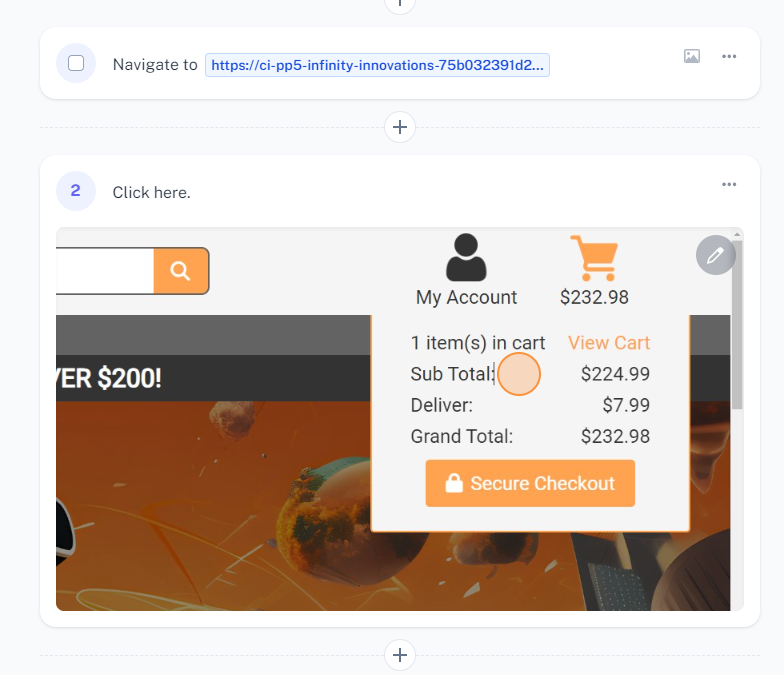 Navigate to https://ci-pp5-infinity-innovations-75b032391d2...
2 Click here.
My Account $232.98
1 item(s) in cart View Cart
Sub Total: $224.99
VER $200!
Deliver: $7.99
Grand Total: $232.98
Secure Checkout